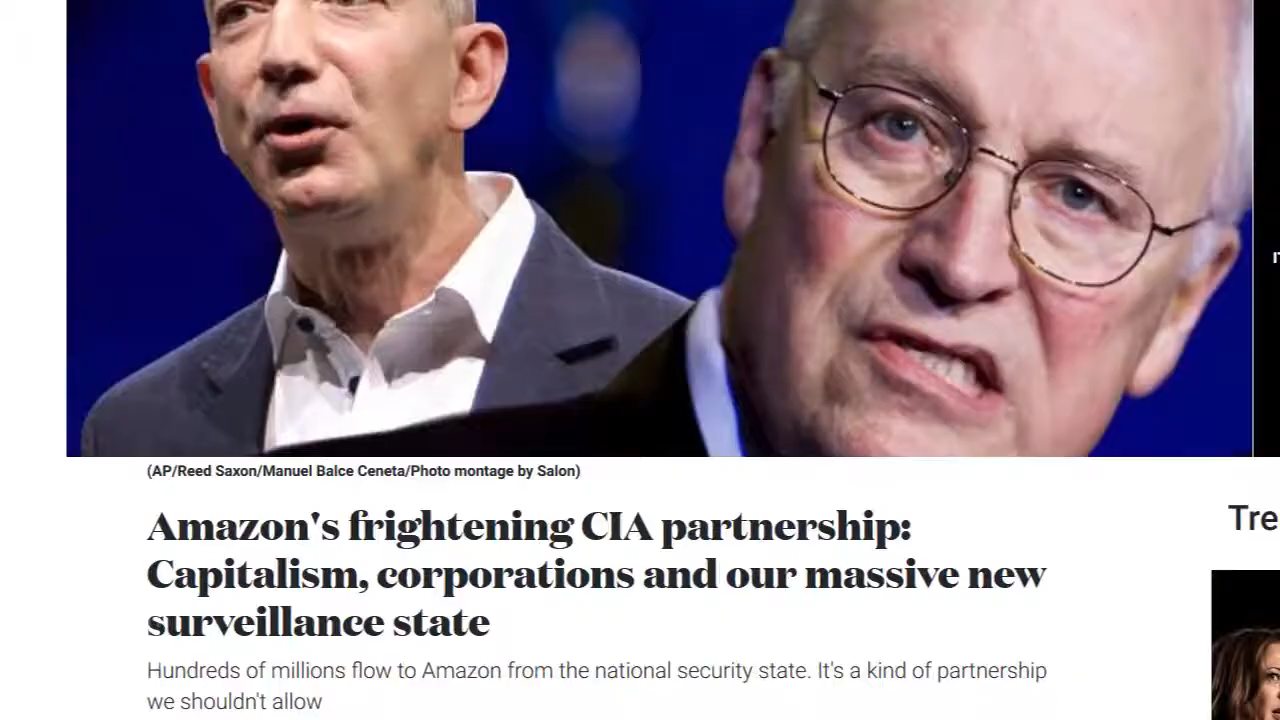 (AP/Reed Saxon/Manuel Balce Ceneta/Photo montage by Salon)
Amazon's frightening CIA partnership:
Capitalism, corporations and our massive new
surveillance state
Hundreds of millions flow to Amazon from the national security state. It's a kind of partnership
we shouldn't allow
Tre